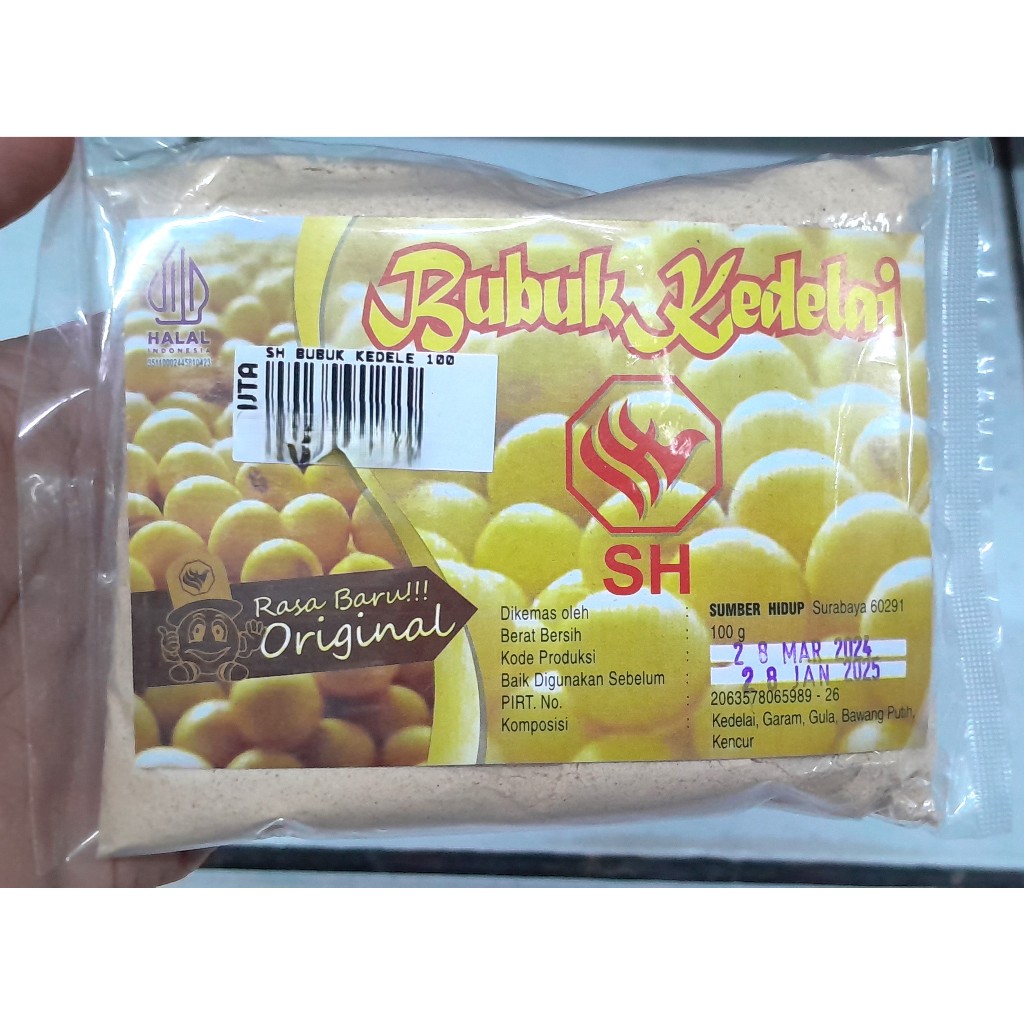 Bubuk Kedelai
HALAL
INDONESIA
SH BUBUK KEDELE 100
IJTA
SH
Rasa Baru!!!
Original
Dikemas oleh : SUMBER HIDUP Surabaya 60291
Berat Bersih : 100 g
Kode Produksi : 28 MAR 2024
Baik Digunakan Sebelum : 28 JAN 2025
PIRT. No. : 2063578065989 - 26
Komposisi : Kedelai, Garam, Gula, Bawang Putih,
Kencur